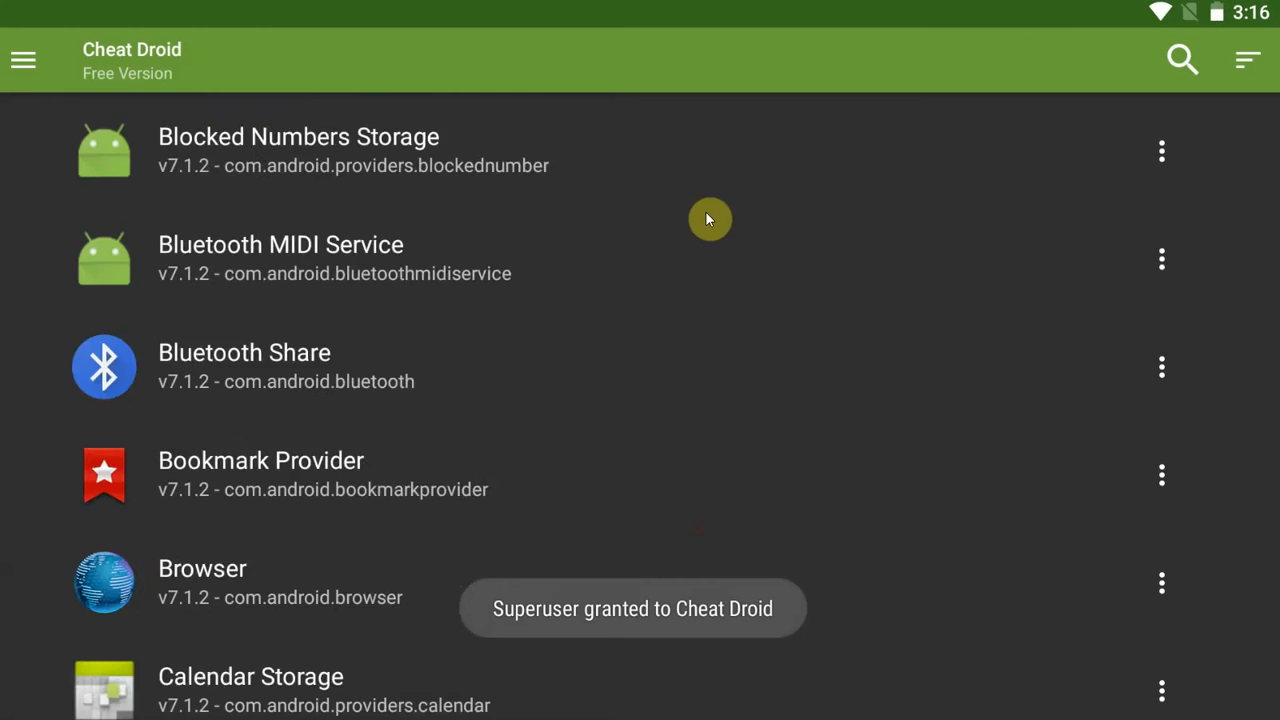 3:16
Cheat Droid
Free Version
Blocked Numbers Storage
v7.1.2 - com.android.providers.blockednumber
Bluetooth MIDI Service
v7.1.2 - com.android.bluetoothmidiservice
Bluetooth Share
v7.1.2 - com.android.bluetooth
Bookmark Provider
v7.1.2 - com.android.bookmarkprovider
Browser
v7.1.2 - com.android.browser
Superuser granted to Cheat Droid
Calendar Storage
v7.1.2 - com.android.providers.calendar